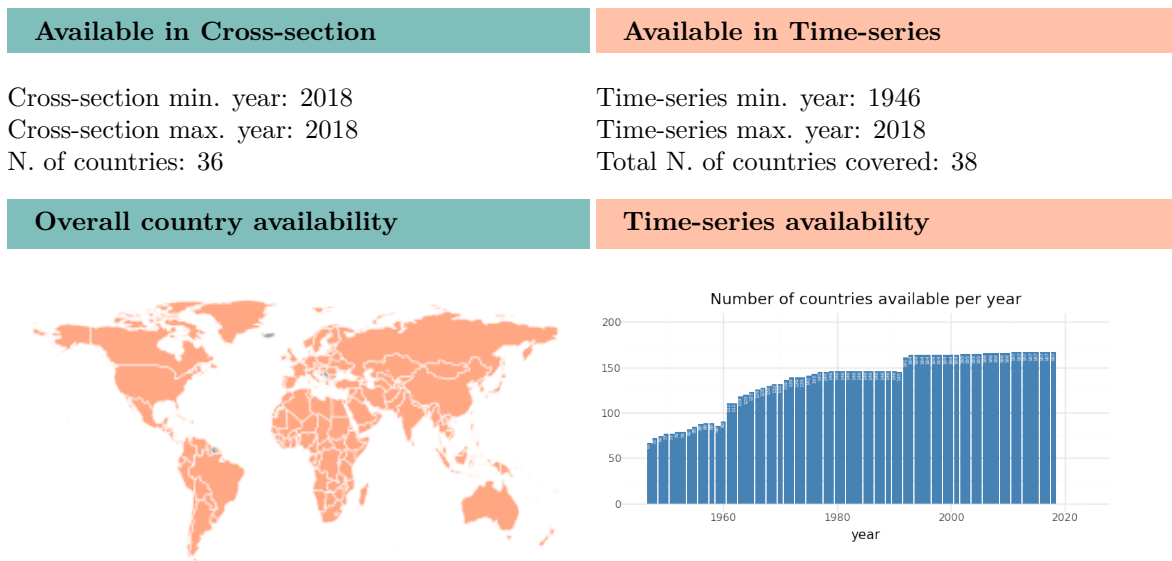 Available in Cross-section
Available in Time-series
Cross-section min. year: 2018
Cross-section max. year: 2018
N. of countries: 36
Time-series min. year: 1946
Time-series max. year: 2018
Total N. of countries covered: 38
Overall country availability
Time-series availability
Number of countries available per year
200
150
100
50
0
1960
1980
2000
2020
year